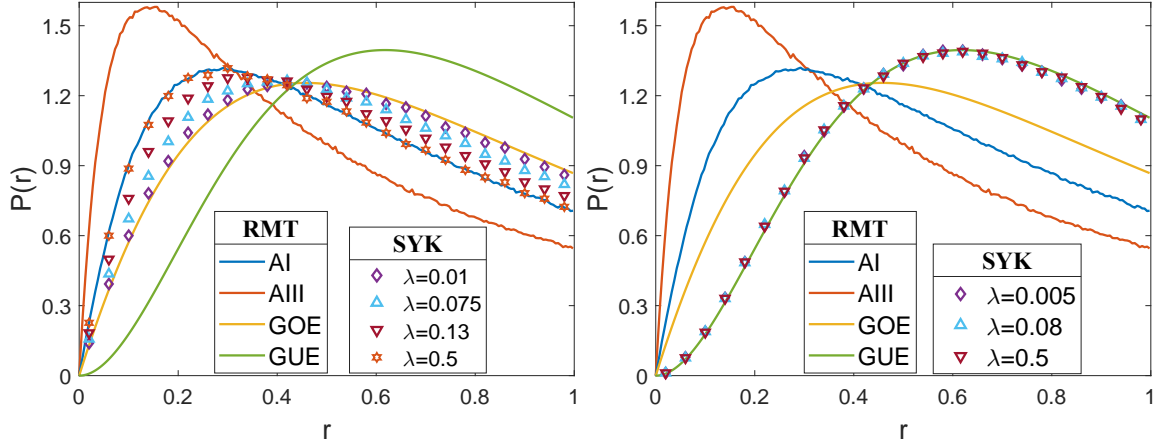 P(r)
1.5
1.2
0.9
0.6
0.3
0
0 0.2 0.4 0.6 0.8 1
r
RMT
AI
AIII
GOE
GUE
SYK
λ=0.01
λ=0.075
λ=0.13
λ=0.5
P(r)
1.5
1.2
0.9
0.6
0.3
0
0 0.2 0.4 0.6 0.8 1
r
RMT
AI
AIII
GOE
GUE
SYK
λ=0.005
λ=0.08
λ=0.5